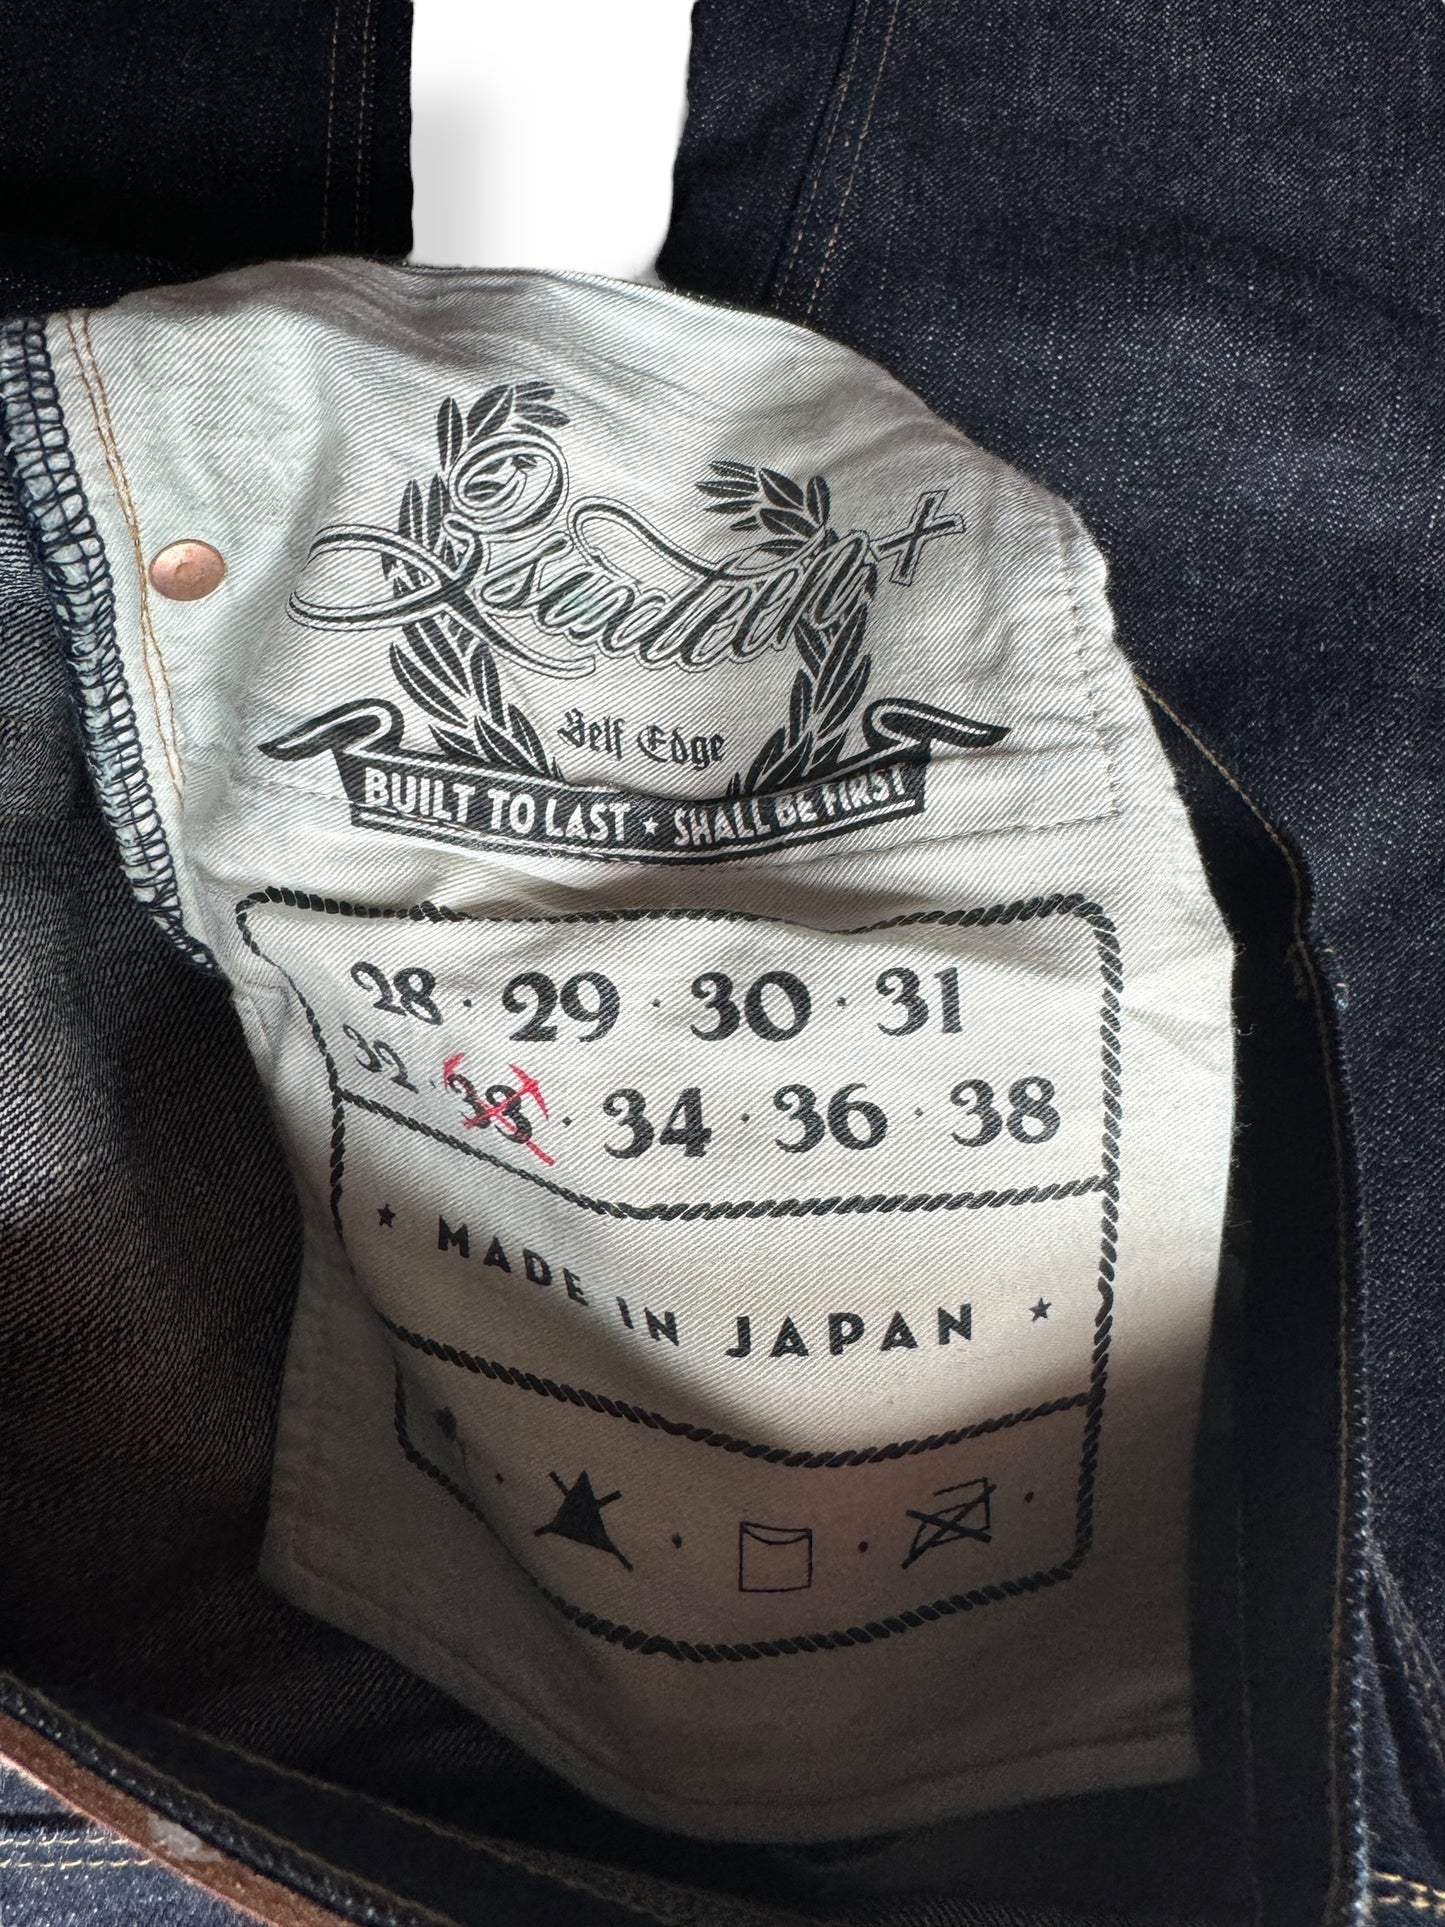 3sixteen+
Self Edge
BUILT TO LAST ★ SHALL BE FIRST
28 · 29 · 30 · 31
32 · 33 · 34 · 36 · 38
★ MADE IN JAPAN ★